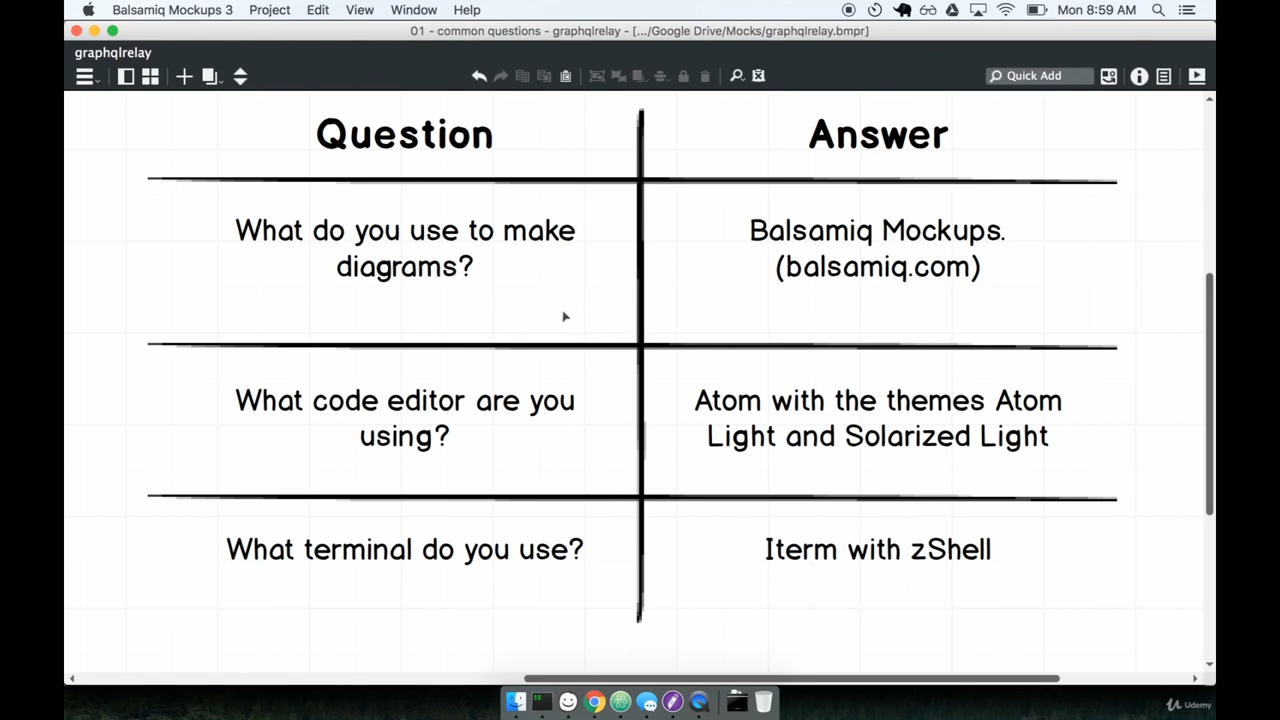 Balsamiq Mockups 3 Project Edit View Window Help Mon 8:59 AM
01 - common questions - graphqlrelay - [.../Google Drive/Mocks/graphqlrelay.bmpr]
graphqlrelay
Quick Add
Question Answer
What do you use to make
diagrams?
Balsamiq Mockups.
(balsamiq.com)
What code editor are you
using?
Atom with the themes Atom
Light and Solarized Light
What terminal do you use?
Iterm with zShell
Udemy